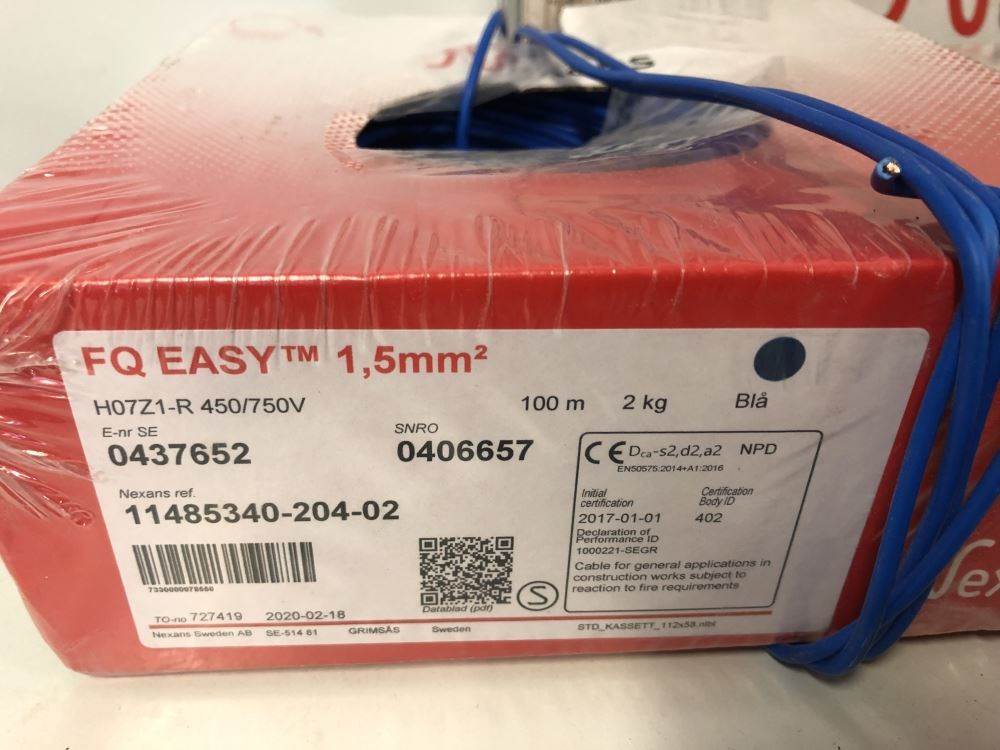 FQ EASY™ 1,5mm²
H07Z1-R 450/750V
100 m
2 kg
Blå
E-nr SE
0437652
SNRO
0406657
Nexans ref.
11485340-204-02
CE Dca-s2,d2,a2 NPD
EN50575:2014+A1:2016
Initial certification
Certification Body ID
2017-01-01
402
Declaration of
Performance ID
1000221-SEGR
Cable for general applications in
construction works subject to
reaction to fire requirements
Datablad (pdf)
S
TO-no 727419 2020-02-18
Nexans Sweden AB SE-514 81 GRIMSÅS Sweden
STD_KASSETT_112x58.nlbl